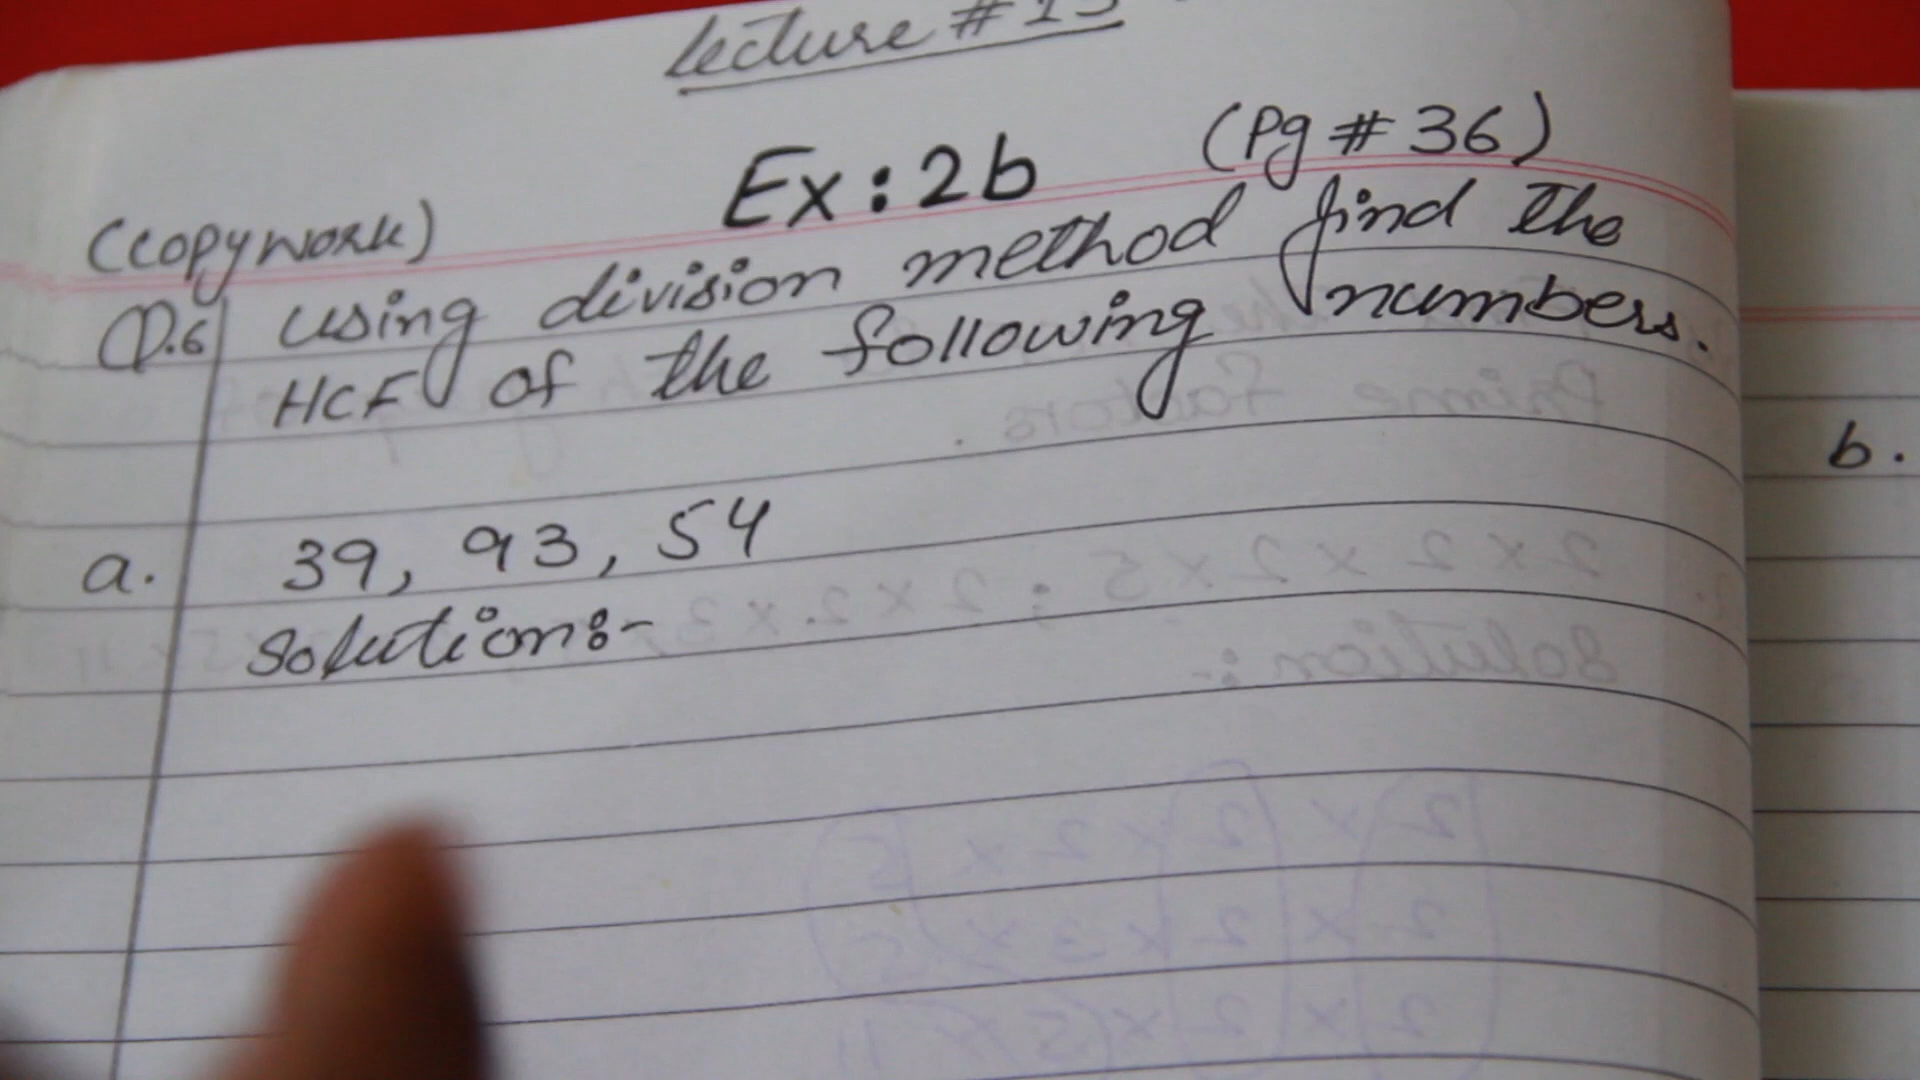 Lecture # 13
Ex: 2b (Pg # 36)
(copywork)
Q.6 using division method find the
HCF of the following numbers.
a. 39, 93, 54
Solution:-
b.